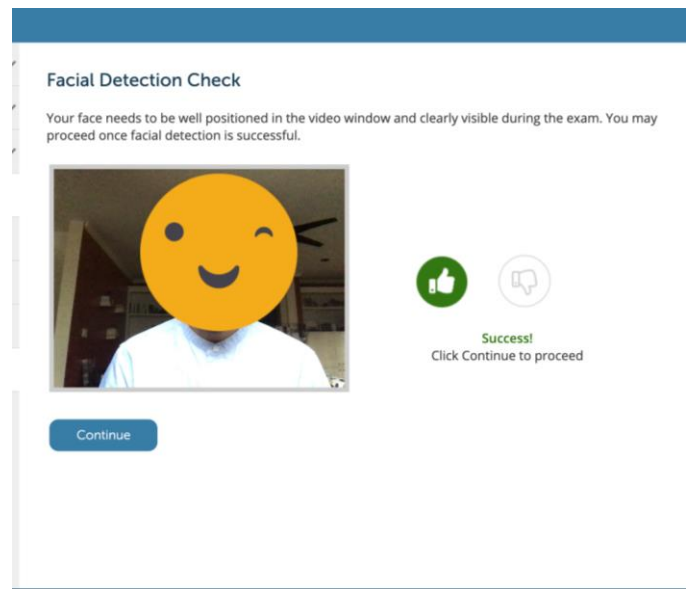 Facial Detection Check
Your face needs to be well positioned in the video window and clearly visible during the exam. You may
proceed once facial detection is successful.
Success!
Click Continue to proceed
Continue